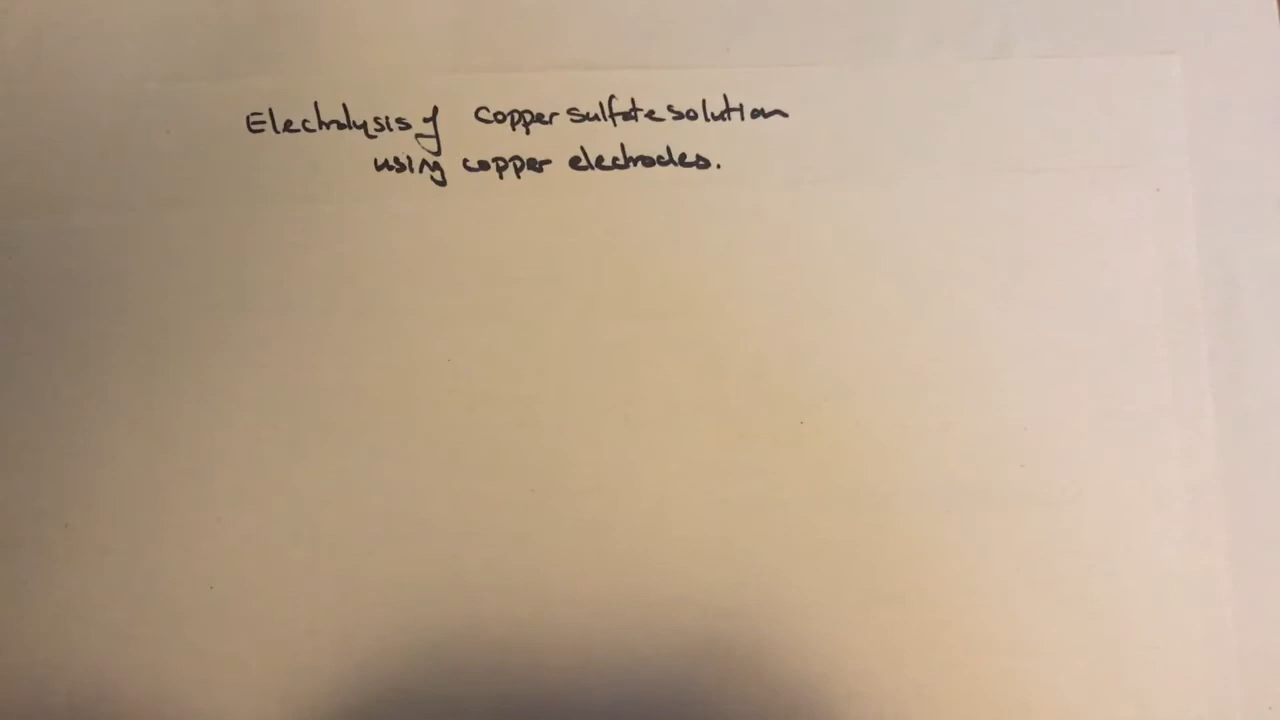 Electrolysis of copper sulfate solution
using copper electrodes.